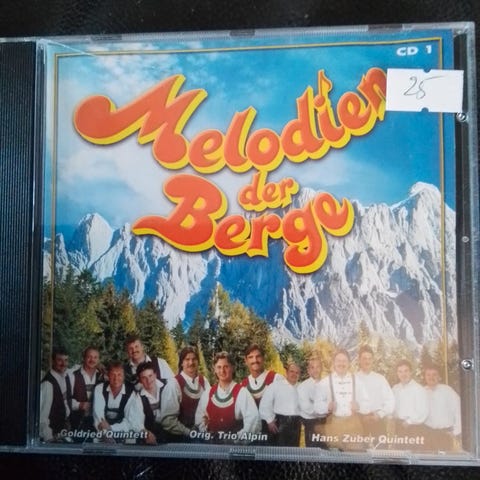 CD 1
25
Melodien
der
Berge
Goldried Quintett Orig. Trio Alpin Hans Zuber Quintett